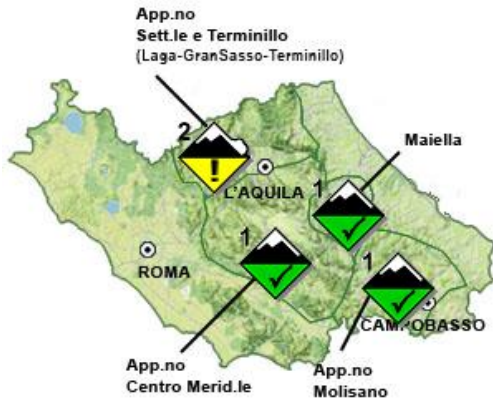 App.no
Sett.le e Terminillo
(Laga-GranSasso-Terminillo)
2
!
L'AQUILA
Maiella
1
1
ROMA
1
CAMPOBASSO
App.no
Centro Merid.le
App.no
Molisano